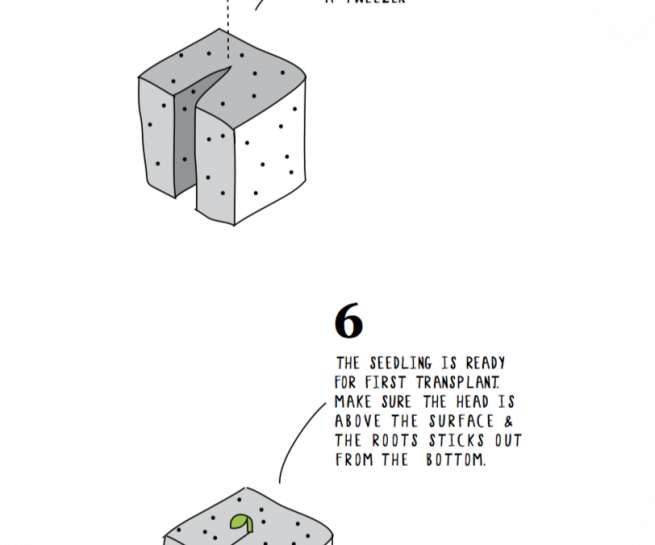 A TWEEZER
6
THE SEEDLING IS READY
FOR FIRST TRANSPLANT.
MAKE SURE THE HEAD IS
ABOVE THE SURFACE &
THE ROOTS STICKS OUT
FROM THE BOTTOM.